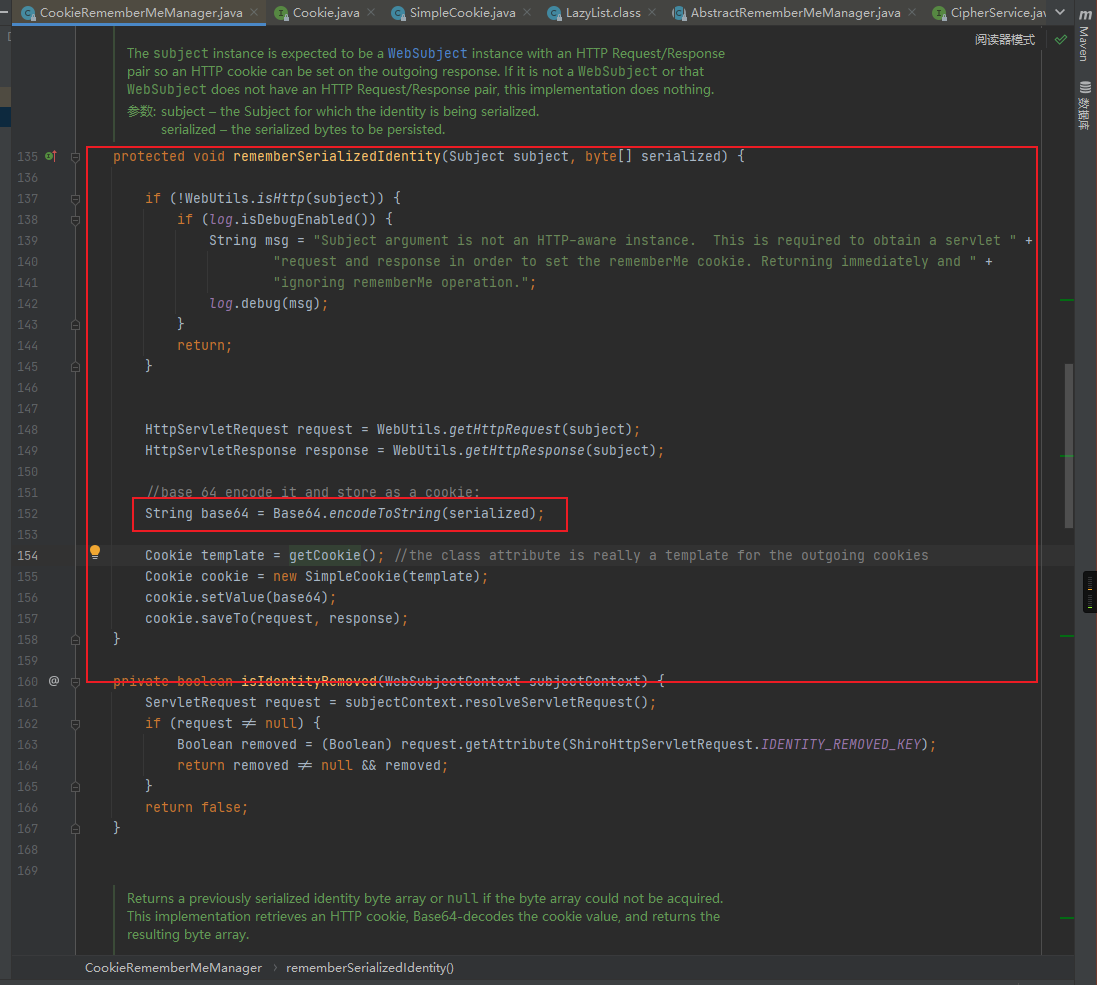 CookieRememberMeManager.java
Cookie.java
SimpleCookie.java
LazyList.class
AbstractRememberMeManager.java
CipherService.jav
阅读器模式
Maven
数据库
The subject instance is expected to be a WebSubject instance with an HTTP Request/Response
pair so an HTTP cookie can be set on the outgoing response. If it is not a WebSubject or that
WebSubject does not have an HTTP Request/Response pair, this implementation does nothing.
参数: subject – the Subject for which the identity is being serialized.
serialized – the serialized bytes to be persisted.
135 protected void rememberSerializedIdentity(Subject subject, byte[] serialized) {
136
137 if (!WebUtils.isHttp(subject)) {
138 if (log.isDebugEnabled()) {
139 String msg = "Subject argument is not an HTTP-aware instance.  This is required to obtain a servlet " +
140 "request and response in order to set the rememberMe cookie. Returning immediately and " +
141 "ignoring rememberMe operation.";
142 log.debug(msg);
143 }
144 return;
145 }
146
147
148 HttpServletRequest request = WebUtils.getHttpRequest(subject);
149 HttpServletResponse response = WebUtils.getHttpResponse(subject);
150
151 //base 64 encode it and store as a cookie:
152 String base64 = Base64.encodeToString(serialized);
153
154 Cookie template = getCookie(); //the class attribute is really a template for the outgoing cookies
155 Cookie cookie = new SimpleCookie(template);
156 cookie.setValue(base64);
157 cookie.saveTo(request, response);
158 }
159
160 @ private boolean isIdentityRemoved(WebSubjectContext subjectContext) {
161 ServletRequest request = subjectContext.resolveServletRequest();
162 if (request != null) {
163 Boolean removed = (Boolean) request.getAttribute(ShiroHttpServletRequest.IDENTITY_REMOVED_KEY);
164 return removed != null && removed;
165 }
166 return false;
167 }
168
169
Returns a previously serialized identity byte array or null if the byte array could not be acquired.
This implementation retrieves an HTTP cookie, Base64-decodes the cookie value, and returns the
resulting byte array.
CookieRememberMeManager › rememberSerializedIdentity()